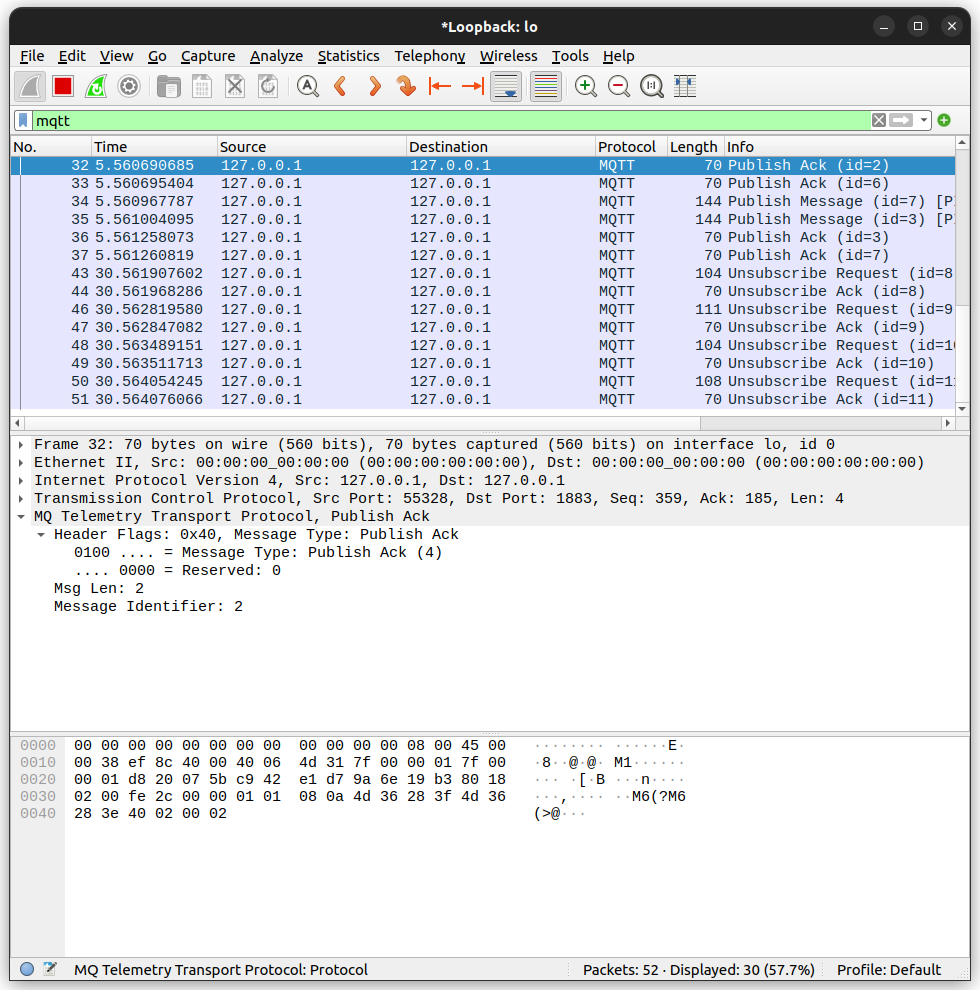 *Loopback: lo
File Edit View Go Capture Analyze Statistics Telephony Wireless Tools Help
mqtt
No. Time Source Destination Protocol Length Info
32 5.560690685 127.0.0.1 127.0.0.1 MQTT 70 Publish Ack (id=2)
33 5.560695404 127.0.0.1 127.0.0.1 MQTT 70 Publish Ack (id=6)
34 5.560967787 127.0.0.1 127.0.0.1 MQTT 144 Publish Message (id=7) [P
35 5.561004095 127.0.0.1 127.0.0.1 MQTT 144 Publish Message (id=3) [P
36 5.561258073 127.0.0.1 127.0.0.1 MQTT 70 Publish Ack (id=3)
37 5.561260819 127.0.0.1 127.0.0.1 MQTT 70 Publish Ack (id=7)
43 30.561907602 127.0.0.1 127.0.0.1 MQTT 104 Unsubscribe Request (id=8
44 30.561968286 127.0.0.1 127.0.0.1 MQTT 70 Unsubscribe Ack (id=8)
46 30.562819580 127.0.0.1 127.0.0.1 MQTT 111 Unsubscribe Request (id=9
47 30.562847082 127.0.0.1 127.0.0.1 MQTT 70 Unsubscribe Ack (id=9)
48 30.563489151 127.0.0.1 127.0.0.1 MQTT 104 Unsubscribe Request (id=10
49 30.563511713 127.0.0.1 127.0.0.1 MQTT 70 Unsubscribe Ack (id=10)
50 30.564054245 127.0.0.1 127.0.0.1 MQTT 108 Unsubscribe Request (id=11
51 30.564076066 127.0.0.1 127.0.0.1 MQTT 70 Unsubscribe Ack (id=11)
Frame 32: 70 bytes on wire (560 bits), 70 bytes captured (560 bits) on interface lo, id 0
Ethernet II, Src: 00:00:00_00:00:00 (00:00:00:00:00:00), Dst: 00:00:00_00:00:00 (00:00:00:00:00:00)
Internet Protocol Version 4, Src: 127.0.0.1, Dst: 127.0.0.1
Transmission Control Protocol, Src Port: 55328, Dst Port: 1883, Seq: 359, Ack: 185, Len: 4
MQ Telemetry Transport Protocol, Publish Ack
Header Flags: 0x40, Message Type: Publish Ack
0100 .... = Message Type: Publish Ack (4)
.... 0000 = Reserved: 0
Msg Len: 2
Message Identifier: 2
0000 00 00 00 00 00 00 00 00 00 00 00 00 08 00 45 00 ········ ······E·
0010 00 38 ef 8c 40 00 40 06 4d 31 7f 00 00 01 7f 00 ·8··@·@· M1······
0020 00 01 d8 20 07 5b c9 42 e1 d7 9a 6e 19 b3 80 18 ··· ·[·B ···n····
0030 02 00 fe 2c 00 00 01 01 08 0a 4d 36 28 3f 4d 36 ···,···· ··M6(?M6
0040 28 3e 40 02 00 02 (>@···
MQ Telemetry Transport Protocol: Protocol Packets: 52 · Displayed: 30 (57.7%) Profile: Default